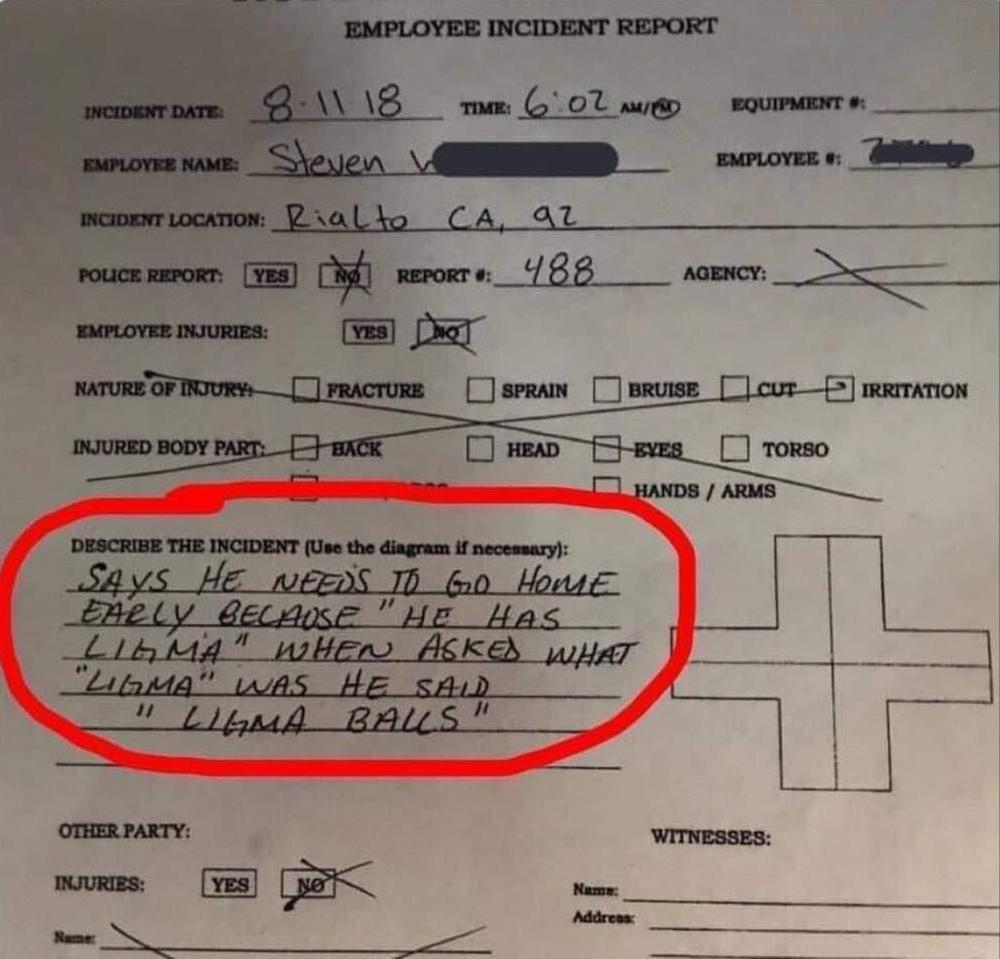 EMPLOYEE INCIDENT REPORT
INCIDENT DATE: 8-11 18 TIME: 6:02 AM/PM EQUIPMENT #:
EMPLOYEE NAME: Steven EMPLOYEE #:
INCIDENT LOCATION: Rialto CA, 92
POLICE REPORT: YES NO REPORT #: 488 AGENCY:
EMPLOYEE INJURIES: YES NO
NATURE OF INJURY: FRACTURE SPRAIN BRUISE CUT IRRITATION
INJURED BODY PART: BACK HEAD EYES TORSO
HANDS / ARMS
DESCRIBE THE INCIDENT (Use the diagram if necessary):
SAYS HE NEEDS TO GO HOME
EARLY BECAUSE "HE HAS
LIGMA" WHEN ASKED WHAT
"LIGMA" WAS HE SAID
" LIGMA BALLS"
OTHER PARTY:
WITNESSES:
INJURIES: YES NO
Name:
Address:
Name: